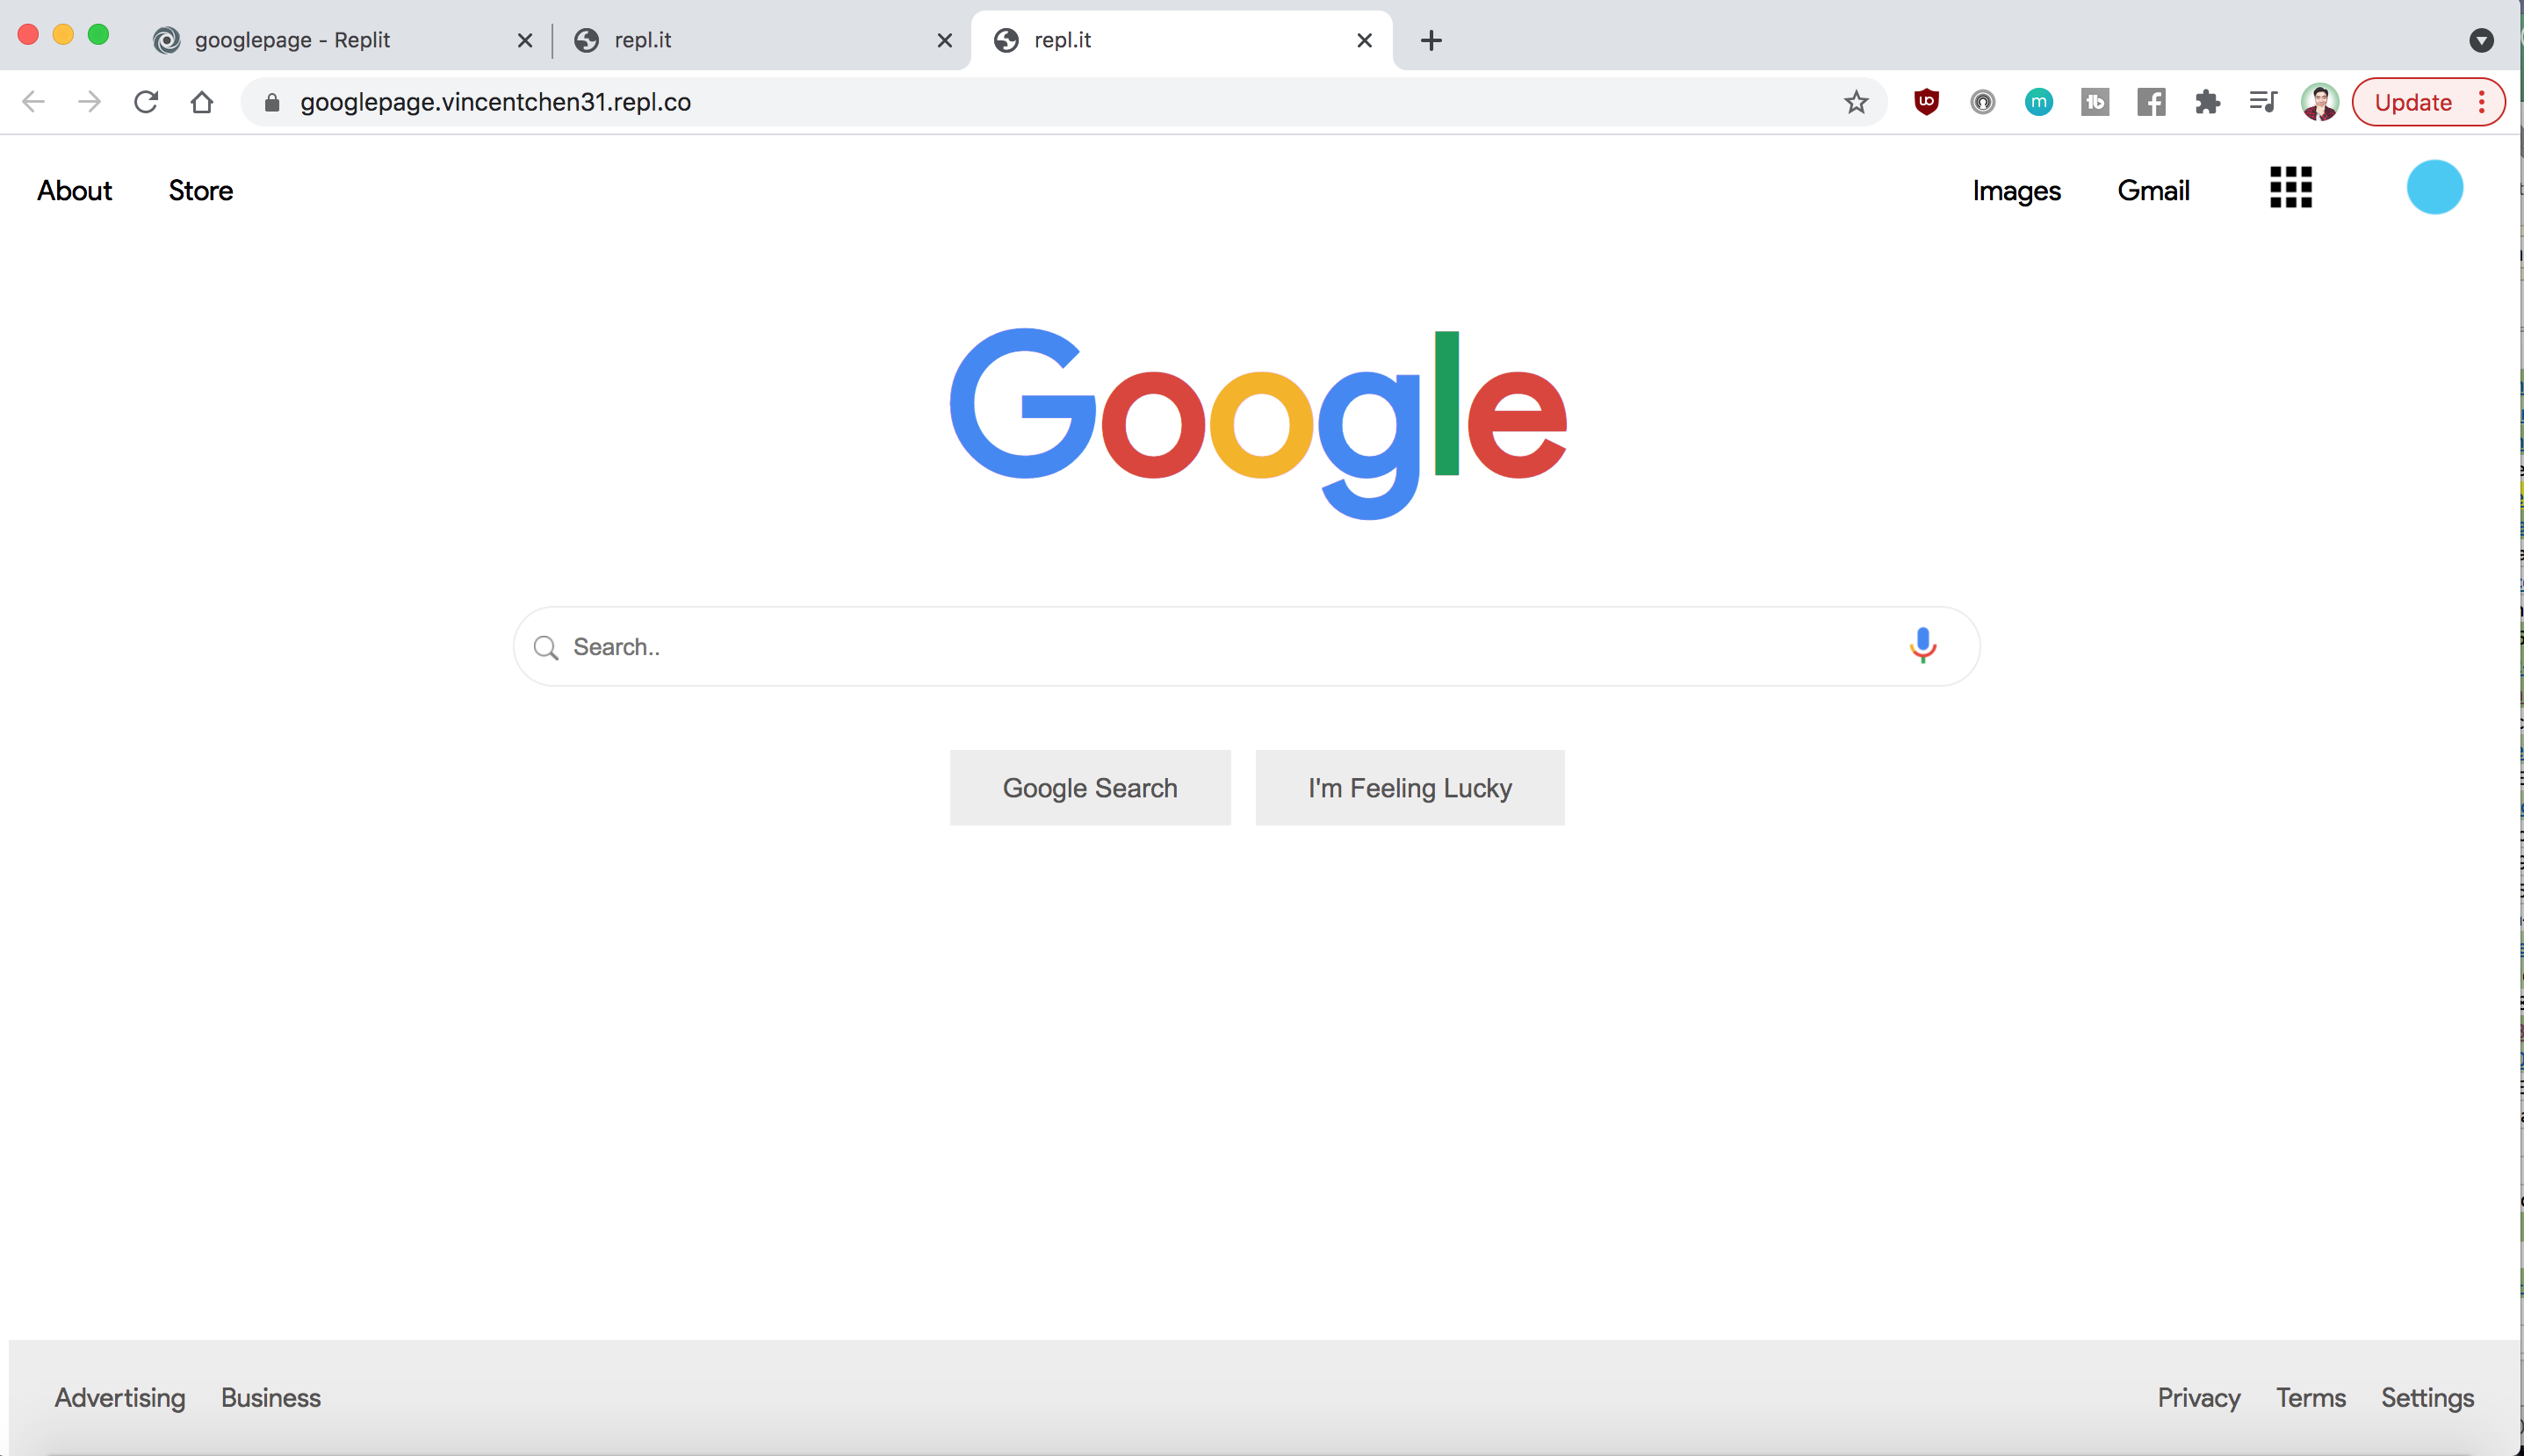 googlepage - Replit
repl.it
repl.it
googlepage.vincentchen31.repl.co
Update
About Store Images Gmail
Google
Search..
Google Search I'm Feeling Lucky
Advertising Business Privacy Terms Settings